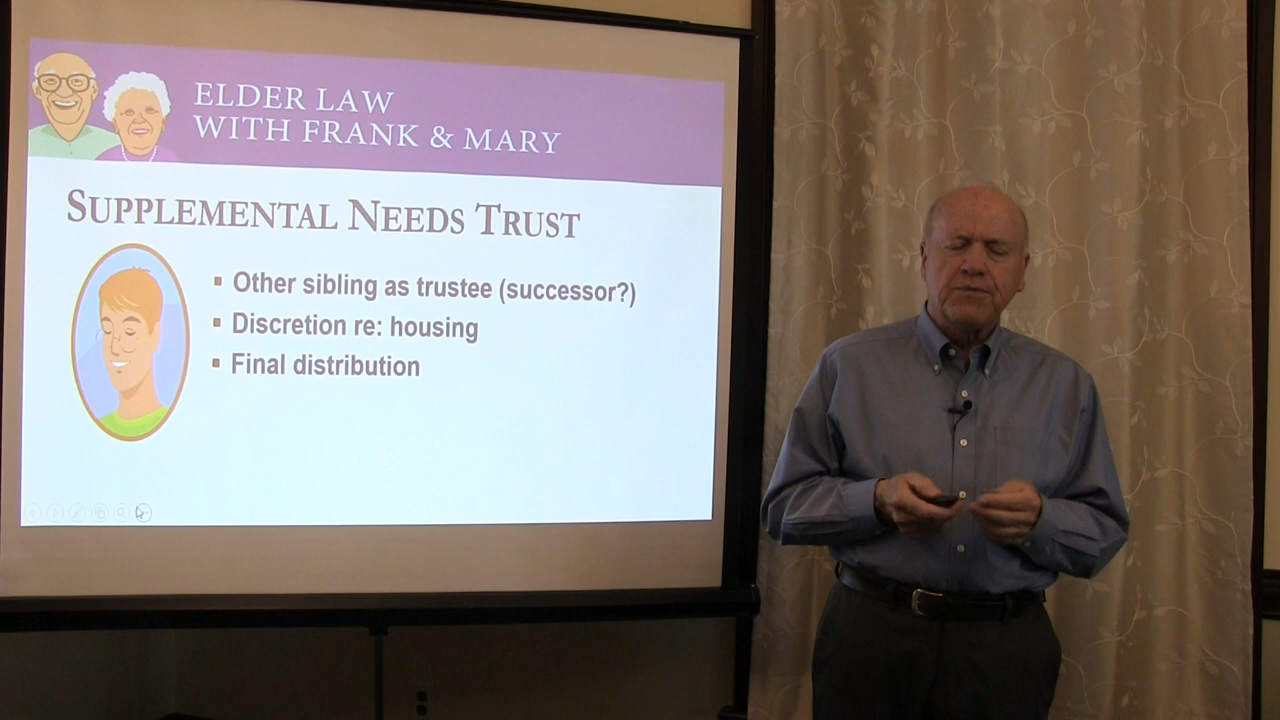 ELDER LAW
WITH FRANK & MARY
SUPPLEMENTAL NEEDS TRUST
▪ Other sibling as trustee (successor?)
▪ Discretion re: housing
▪ Final distribution